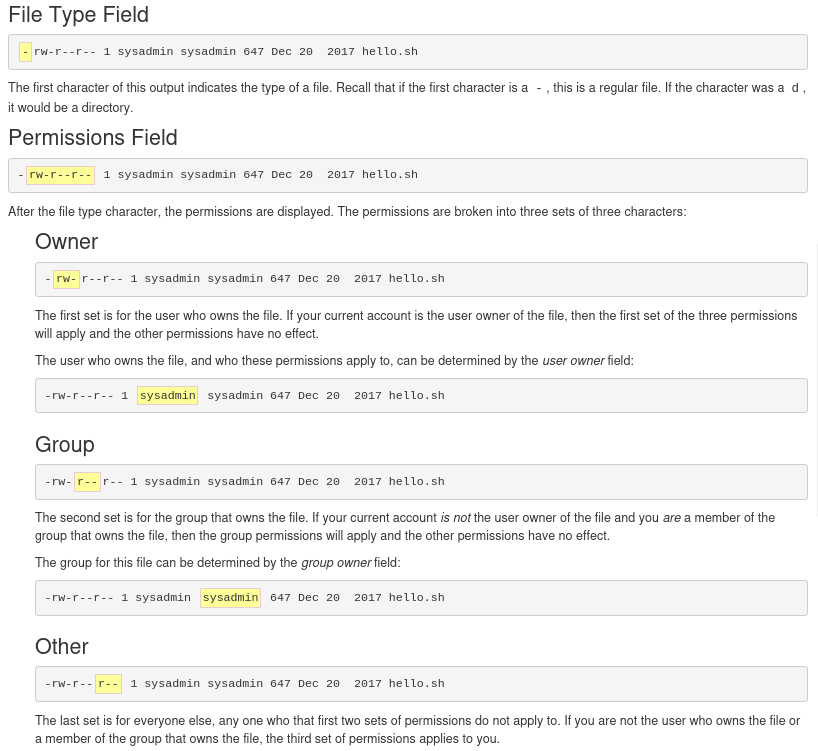 File Type Field
-rw-r--r-- 1 sysadmin sysadmin 647 Dec 20  2017 hello.sh
The first character of this output indicates the type of a file. Recall that if the first character is a - , this is a regular file. If the character was a d ,
it would be a directory.
Permissions Field
-rw-r--r-- 1 sysadmin sysadmin 647 Dec 20  2017 hello.sh
After the file type character, the permissions are displayed. The permissions are broken into three sets of three characters:
Owner
-rw-r--r-- 1 sysadmin sysadmin 647 Dec 20  2017 hello.sh
The first set is for the user who owns the file. If your current account is the user owner of the file, then the first set of the three permissions
will apply and the other permissions have no effect.
The user who owns the file, and who these permissions apply to, can be determined by the user owner field:
-rw-r--r-- 1 sysadmin sysadmin 647 Dec 20  2017 hello.sh
Group
-rw-r--r-- 1 sysadmin sysadmin 647 Dec 20  2017 hello.sh
The second set is for the group that owns the file. If your current account is not the user owner of the file and you are a member of the
group that owns the file, then the group permissions will apply and the other permissions have no effect.
The group for this file can be determined by the group owner field:
-rw-r--r-- 1 sysadmin sysadmin 647 Dec 20  2017 hello.sh
Other
-rw-r--r-- 1 sysadmin sysadmin 647 Dec 20  2017 hello.sh
The last set is for everyone else, any one who that first two sets of permissions do not apply to. If you are not the user who owns the file or
a member of the group that owns the file, the third set of permissions applies to you.